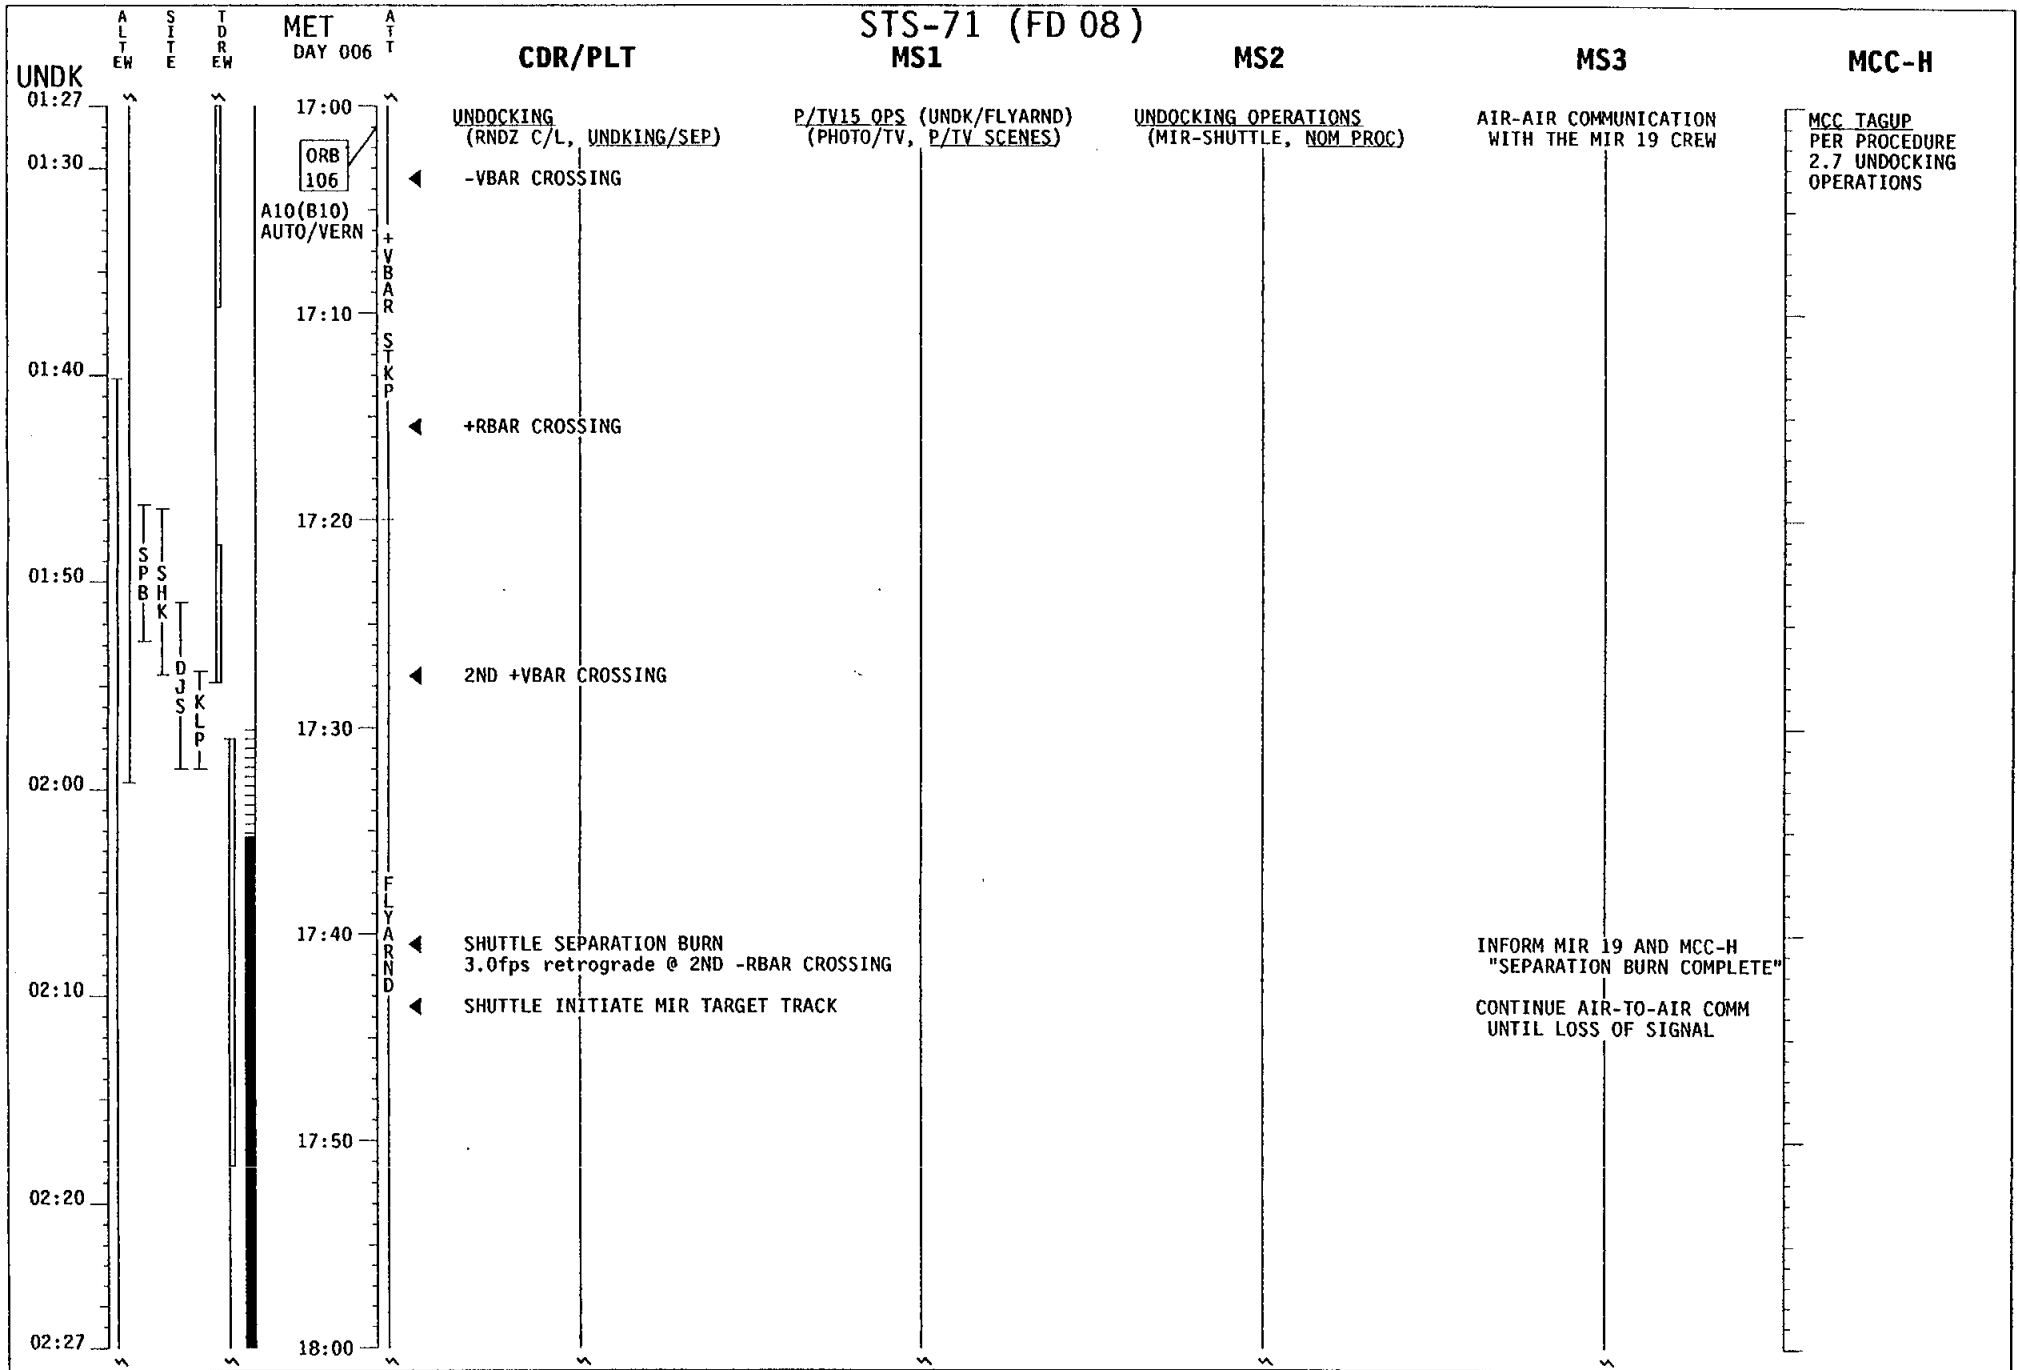 STS-71 (FD 08)
UNDK
ALT EW
SITE
TDR EW
MET
DAY 006
ATT
CDR/PLT
MS1
MS2
MS3
MCC-H
01:27
01:30
01:40
01:50
02:00
02:10
02:20
02:27
SPB
SHK
DJS
KLP
17:00
17:10
17:20
17:30
17:40
17:50
18:00
ORB
106
A10(B10)
AUTO/VERN
+VBAR STKP
FLYARND
UNDOCKING
(RNDZ C/L, UNDKING/SEP)
-VBAR CROSSING
+RBAR CROSSING
2ND +VBAR CROSSING
SHUTTLE SEPARATION BURN
3.0fps retrograde @ 2ND -RBAR CROSSING
SHUTTLE INITIATE MIR TARGET TRACK
P/TV15 OPS (UNDK/FLYARND)
(PHOTO/TV, P/TV SCENES)
UNDOCKING OPERATIONS
(MIR-SHUTTLE, NOM PROC)
AIR-AIR COMMUNICATION
WITH THE MIR 19 CREW
INFORM MIR 19 AND MCC-H
"SEPARATION BURN COMPLETE"
CONTINUE AIR-TO-AIR COMM
UNTIL LOSS OF SIGNAL
MCC TAGUP
PER PROCEDURE
2.7 UNDOCKING
OPERATIONS